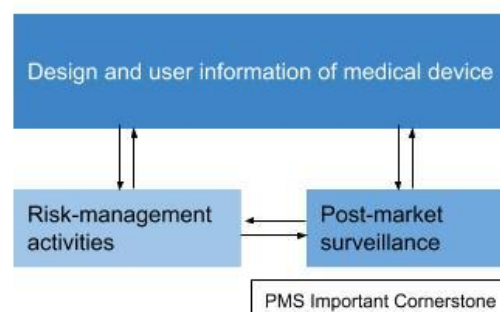 Design and user information of medical device
Risk-management
activities
Post-market
surveillance
PMS Important Cornerstone